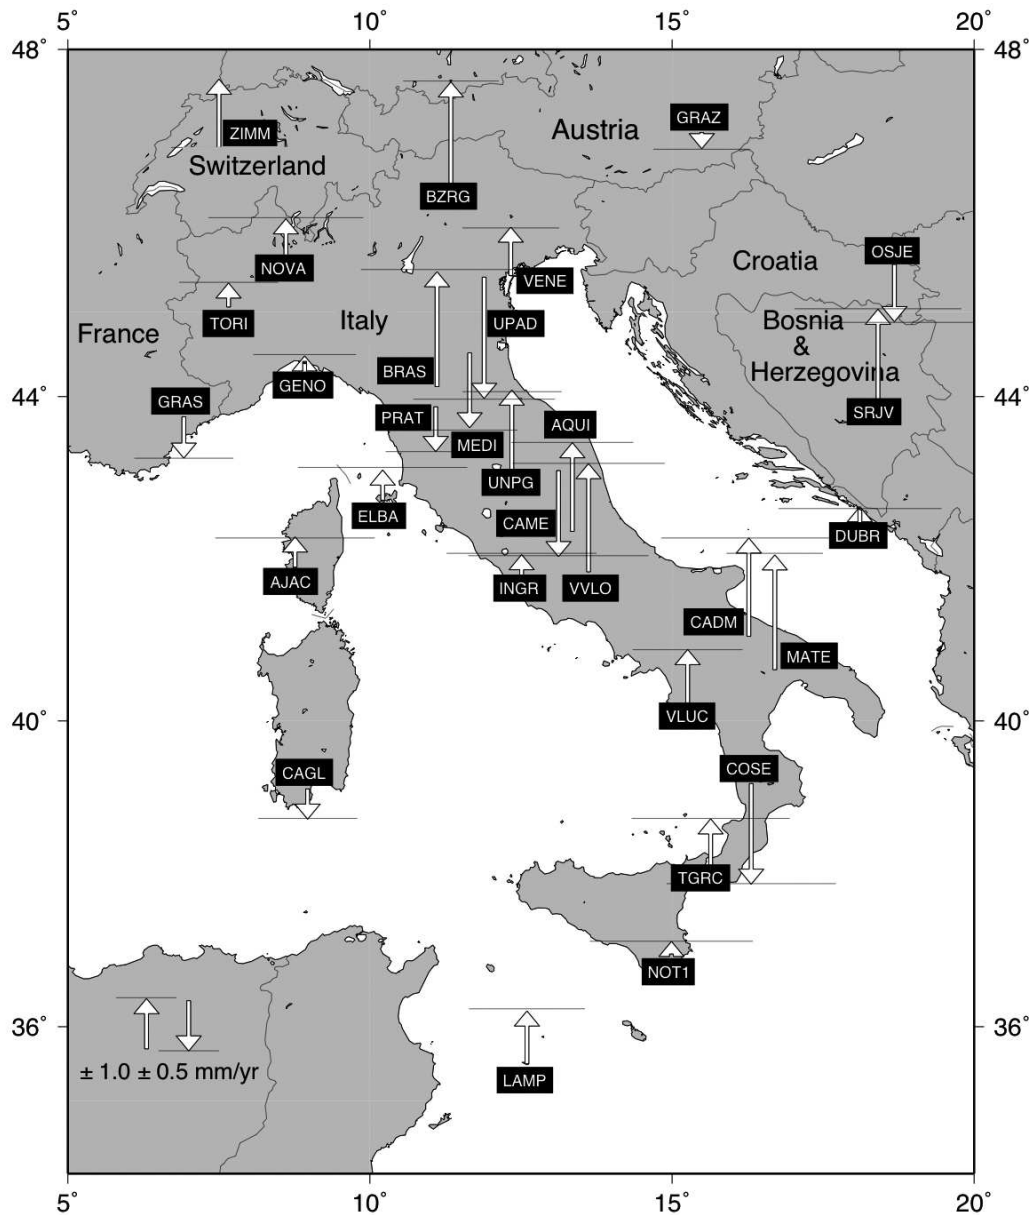 5° 10° 15° 20°
48° 48°
GRAZ
ZIMM
Austria
Switzerland
BZRG
OSJE
NOVA
VENE
Croatia
TORI
France
Italy
UPAD
Bosnia
&
Herzegovina
BRAS
GENO
44° 44°
GRAS
PRAT
SRJV
AQUI
MEDI
UNPG
ELBA
CAME
DUBR
AJAC
INGR
VVLO
CADM
MATE
VLUC
40° 40°
CAGL
COSE
TGRC
NOT1
36° 36°
± 1.0 ± 0.5 mm/yr
LAMP
5° 10° 15° 20°